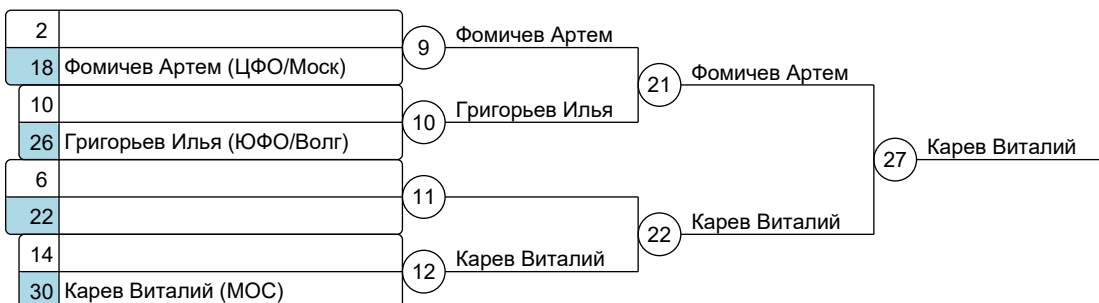 2
9
Фомичев Артем
18 Фомичев Артем (ЦФО/Моск)
21
Фомичев Артем
10
10
Григорьев Илья
26 Григорьев Илья (ЮФО/Волг)
27
Карев Виталий
6
11
22
22
Карев Виталий
14
12
Карев Виталий
30 Карев Виталий (МОС)